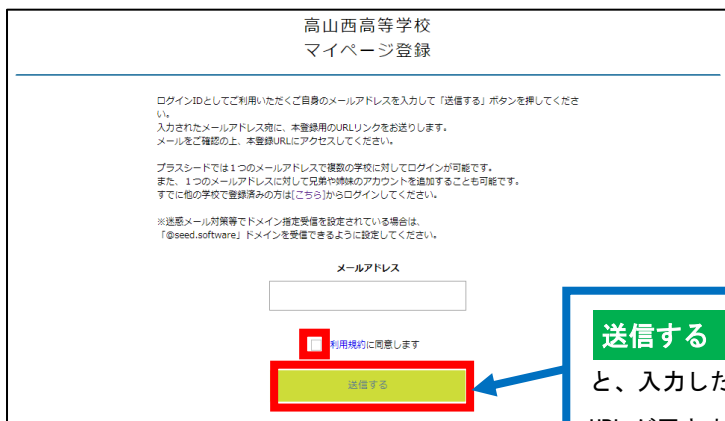 高山西高等学校
マイページ登録
ログインIDとしてご利用いただくご自身のメールアドレスを入力して「送信する」ボタンを押してくださ
い。
入力されたメールアドレス宛に、本登録用のURLリンクをお送りします。
メールをご確認の上、本登録URLにアクセスしてください。
プラスシードでは１つのメールアドレスで複数の学校に対してログインが可能です。
また、１つのメールアドレスに対して兄弟や姉妹のアカウントを追加することも可能です。
すでに他の学校で登録済みの方は[こちら]からログインしてください。
※迷惑メール対策等でドメイン指定受信を設定されている場合は、
「@seed.software」ドメインを受信できるように設定してください。
メールアドレス
利用規約に同意します
送信する
送信する
と、入力した